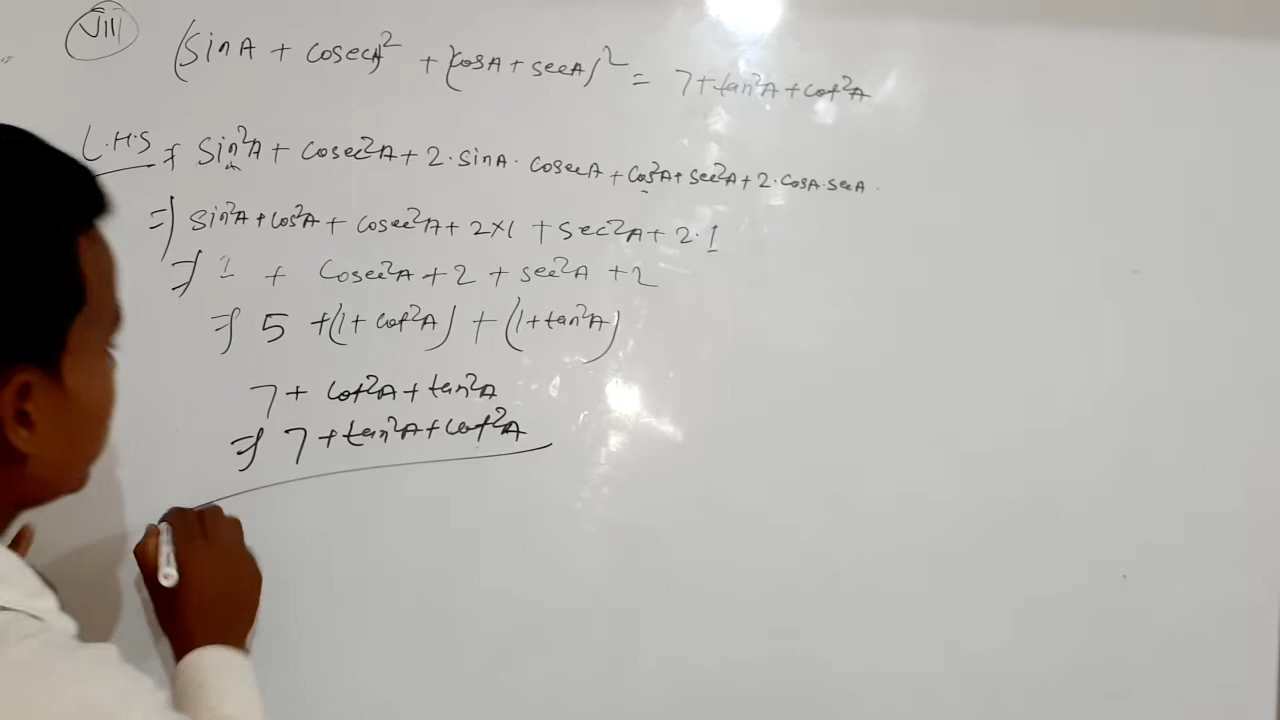 VIII (sinA + cosecA)² + (cosA + secA)² = 7+tan²A+cot²A
L.H.S ⇒ sin²A + cosec²A + 2·sinA·cosecA + cos²A + sec²A + 2·cosA·secA.
⇒ sin²A + cos²A + cosec²A + 2×1 + sec²A + 2·1
⇒ 1 + cosec²A + 2 + sec²A + 2
⇒ 5 + (1 + cot²A) + (1+tan²A)
7 + cot²A + tan²A
⇒ 7 + tan²A + cot²A